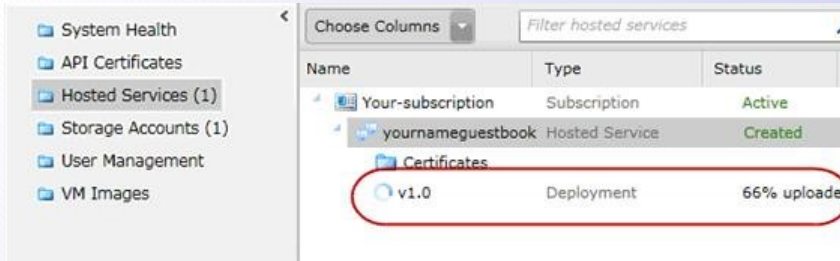 System Health
API Certificates
Hosted Services (1)
Storage Accounts (1)
User Management
VM Images
Choose Columns
Filter hosted services
Name Type Status
Your-subscription Subscription Active
yournameguestbook Hosted Service Created
Certificates
v1.0 Deployment 66% uploade